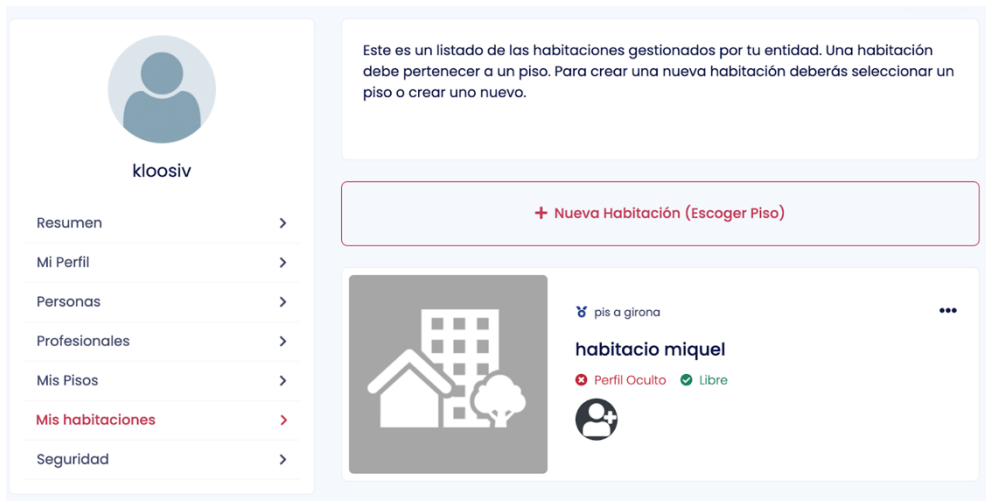 kloosiv
Resumen
Mi Perfil
Personas
Profesionales
Mis Pisos
Mis habitaciones
Seguridad
Este es un listado de las habitaciones gestionados por tu entidad. Una habitación
debe pertenecer a un piso. Para crear una nueva habitación deberás seleccionar un
piso o crear uno nuevo.
+ Nueva Habitación (Escoger Piso)
pis a girona
habitacio miquel
Perfil Oculto Libre